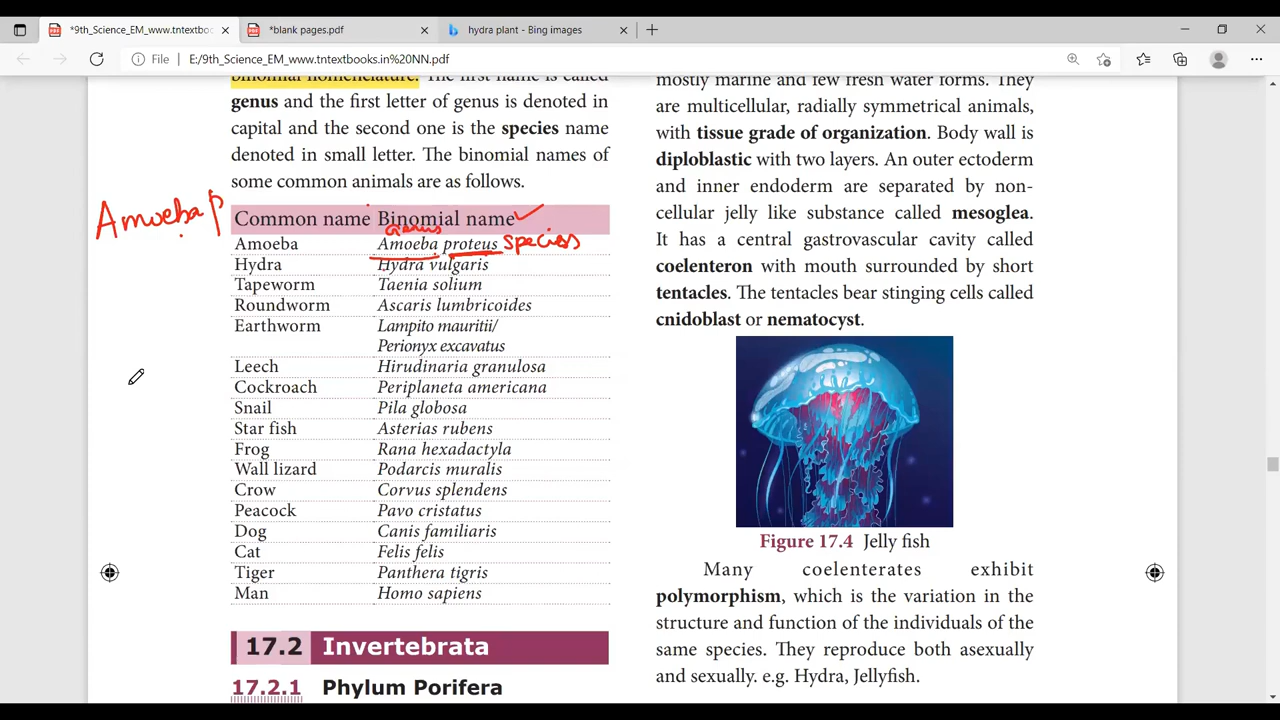 *9th_Science_EM_www.tntextboo
*blank pages.pdf
hydra plant - Bing images
File
E:/9th_Science_EM_www.tntextbooks.in%20NN.pdf
binomial nomenclature. The first name is called
genus and the first letter of genus is denoted in
capital and the second one is the species name
denoted in small letter. The binomial names of
some common animals are as follows.
Amoeba p
Common name Binomial name
genus
Amoeba Amoeba proteus species
Hydra Hydra vulgaris
Tapeworm Taenia solium
Roundworm Ascaris lumbricoides
Earthworm Lampito mauritii/
Perionyx excavatus
Leech Hirudinaria granulosa
Cockroach Periplaneta americana
Snail Pila globosa
Star fish Asterias rubens
Frog Rana hexadactyla
Wall lizard Podarcis muralis
Crow Corvus splendens
Peacock Pavo cristatus
Dog Canis familiaris
Cat Felis felis
Tiger Panthera tigris
Man Homo sapiens
17.2 Invertebrata
17.2.1 Phylum Porifera
mostly marine and few fresh water forms. They
are multicellular, radially symmetrical animals,
with tissue grade of organization. Body wall is
diploblastic with two layers. An outer ectoderm
and inner endoderm are separated by non-
cellular jelly like substance called mesoglea.
It has a central gastrovascular cavity called
coelenteron with mouth surrounded by short
tentacles. The tentacles bear stinging cells called
cnidoblast or nematocyst.
Figure 17.4 Jelly fish
Many coelenterates exhibit
polymorphism, which is the variation in the
structure and function of the individuals of the
same species. They reproduce both asexually
and sexually. e.g. Hydra, Jellyfish.